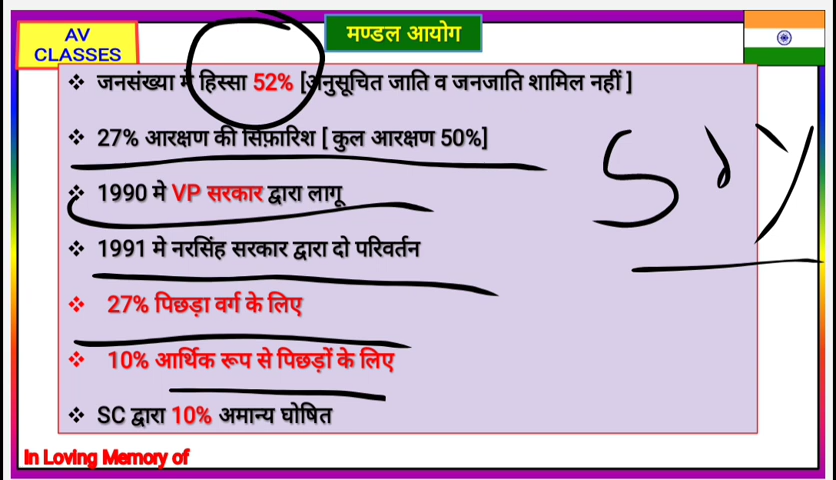 AV
CLASSES
मण्डल आयोग
❖ जनसंख्या मे हिस्सा 52% [अनुसूचित जाति व जनजाति शामिल नहीं ]
❖ 27% आरक्षण की सिफ़ारिश [ कुल आरक्षण 50%]
❖ 1990 मे VP सरकार द्वारा लागू
❖ 1991 मे नरसिंह सरकार द्वारा दो परिवर्तन
❖ 27% पिछड़ा वर्ग के लिए
❖ 10% आर्थिक रूप से पिछड़ों के लिए
❖ SC द्वारा 10% अमान्य घोषित
In Loving Memory of